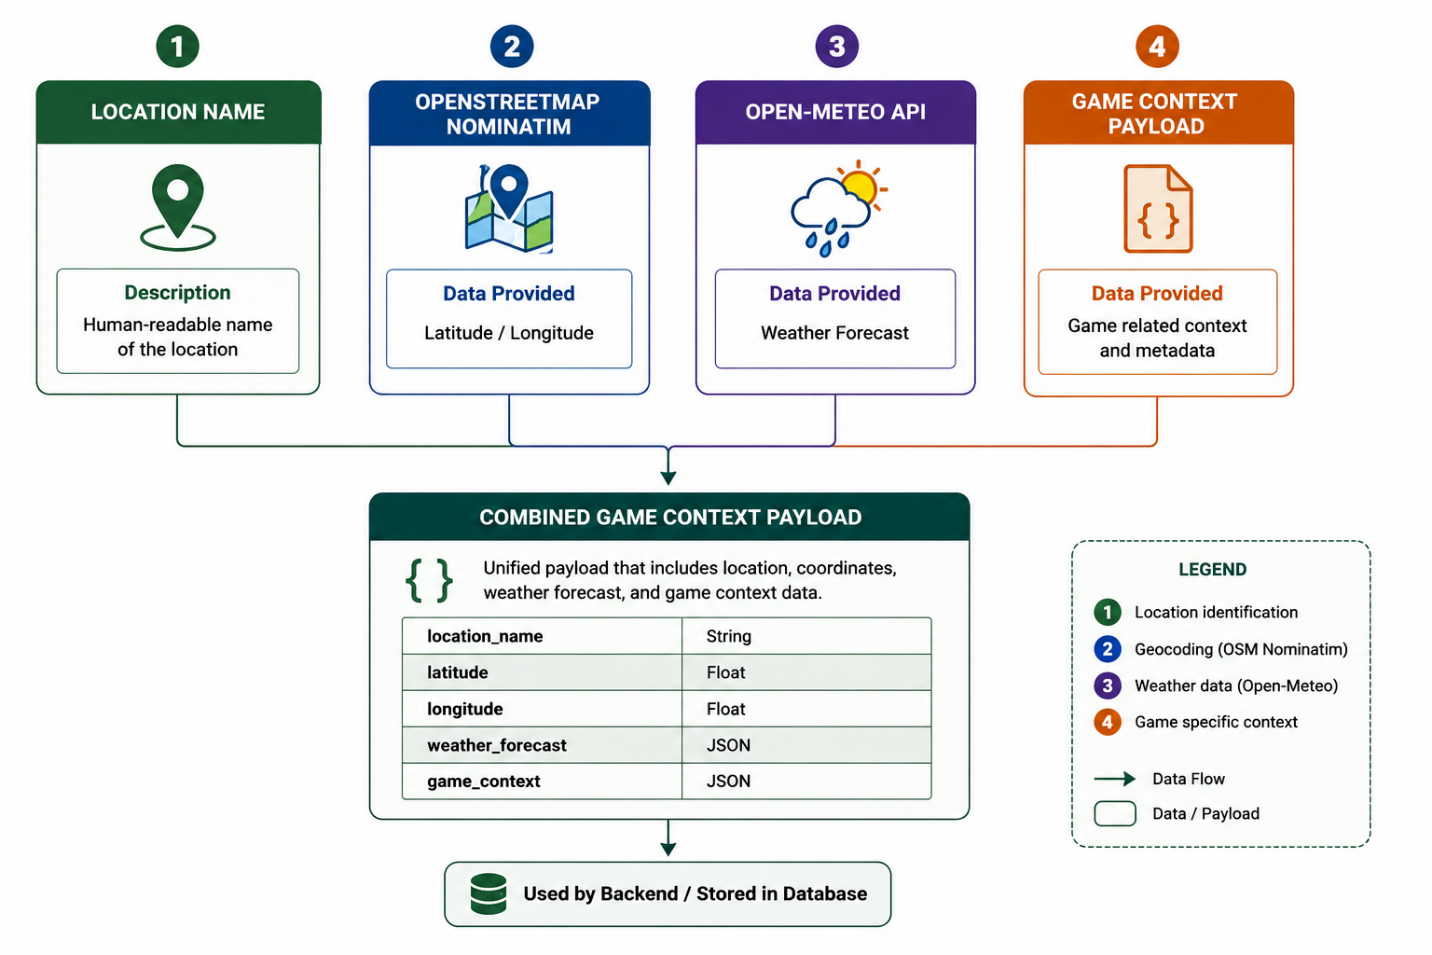 1
2
3
4
LOCATION NAME
Description
Human-readable name
of the location
OPENSTREETMAP
NOMINATIM
Data Provided
Latitude / Longitude
OPEN-METEO API
Data Provided
Weather Forecast
GAME CONTEXT
PAYLOAD
{ }
Data Provided
Game related context
and metadata
COMBINED GAME CONTEXT PAYLOAD
{ }
Unified payload that includes location, coordinates,
weather forecast, and game context data.
location_name String
latitude Float
longitude Float
weather_forecast JSON
game_context JSON
Used by Backend / Stored in Database
LEGEND
1 Location identification
2 Geocoding (OSM Nominatim)
3 Weather data (Open-Meteo)
4 Game specific context
Data Flow
Data / Payload